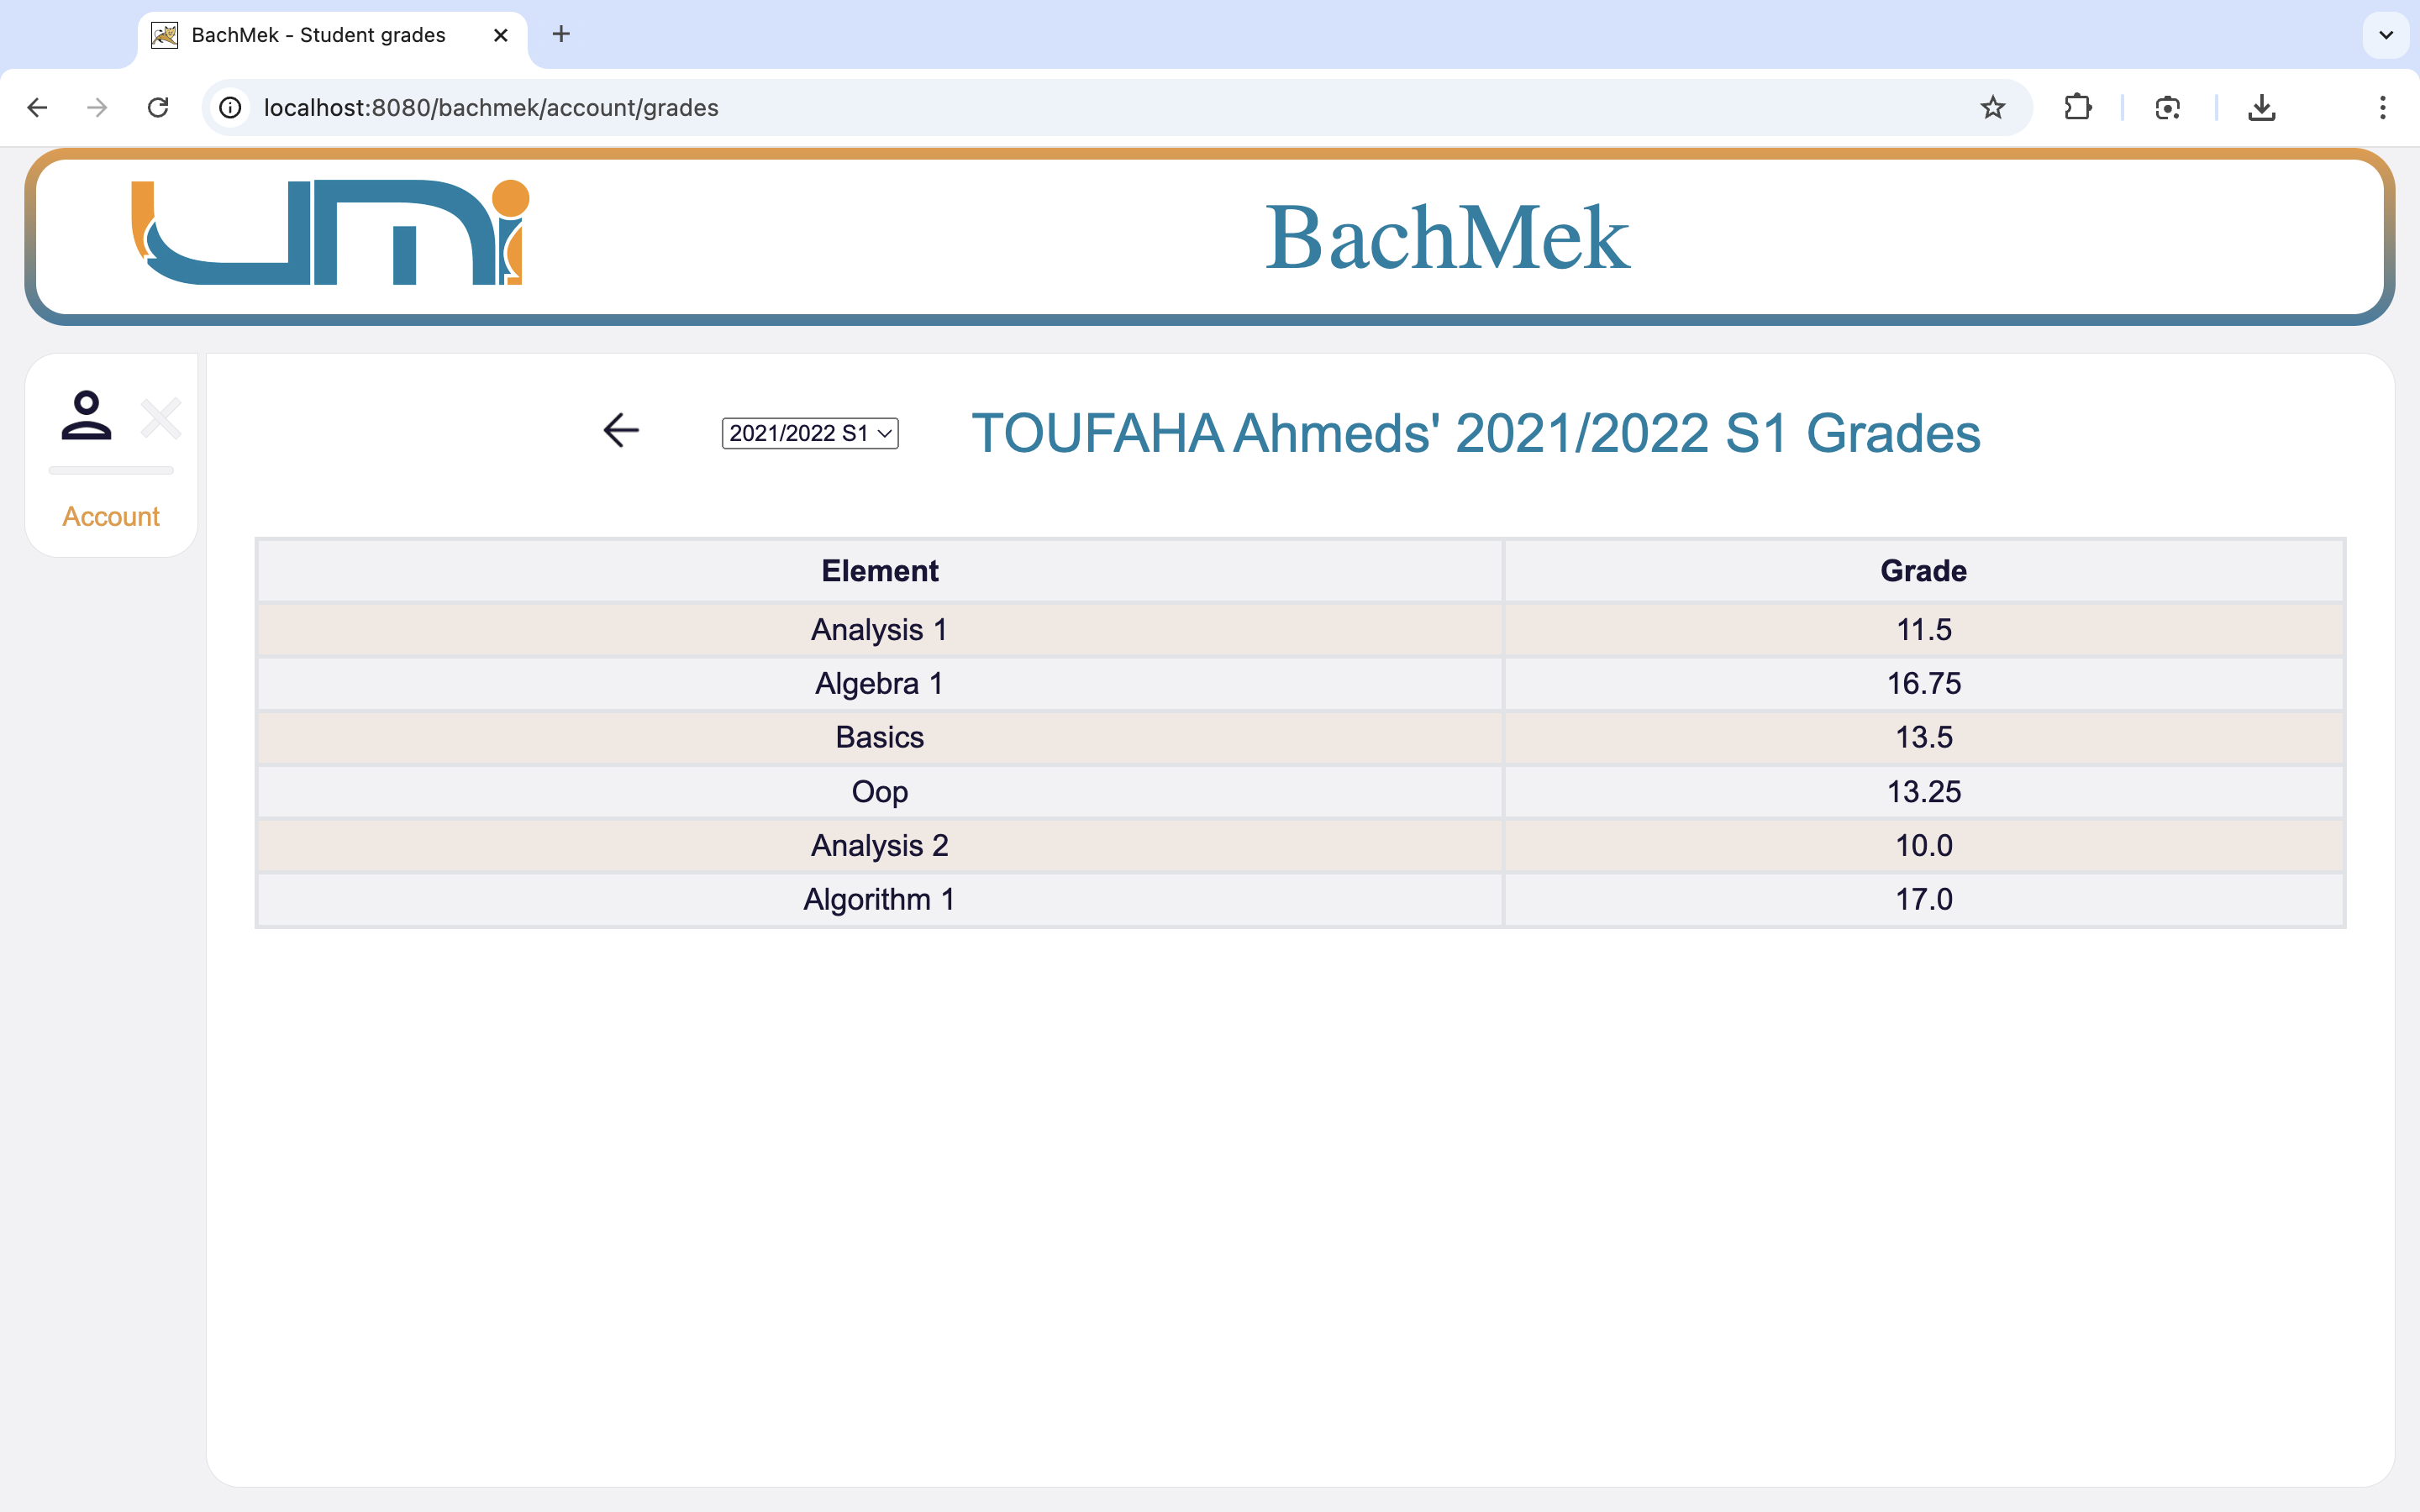 BachMek - Student grades
localhost:8080/bachmek/account/grades
umi
BachMek
Account
2021/2022 S1
TOUFAHA Ahmeds' 2021/2022 S1 Grades
Element Grade
Analysis 1 11.5
Algebra 1 16.75
Basics 13.5
Oop 13.25
Analysis 2 10.0
Algorithm 1 17.0